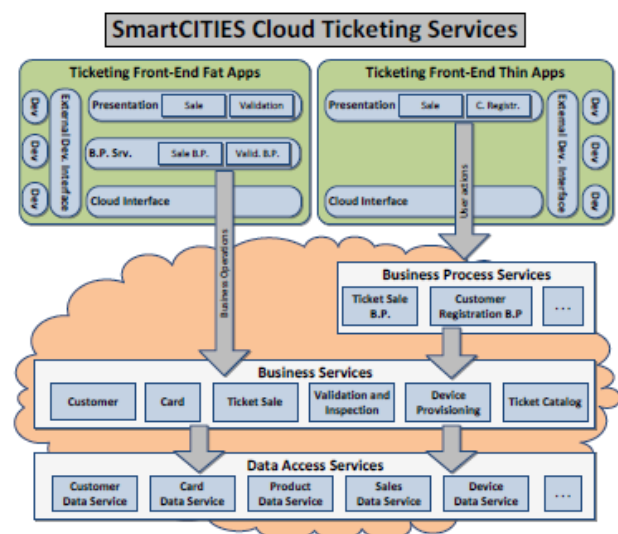 SmartCITIES Cloud Ticketing Services
Ticketing Front-End Fat Apps
Dev
Dev
Dev
External Dev. Interface
Presentation
Sale
Validation
B.P. Srv.
Sale B.P.
Valid. B.P.
Cloud Interface
Ticketing Front-End Thin Apps
Presentation
Sale
C. Registr.
Cloud Interface
External Dev. Interface
Dev
Dev
Dev
Business Operations
User actions
Business Process Services
Ticket Sale
B.P.
Customer
Registration B.P
...
Business Services
Customer
Card
Ticket Sale
Validation and
Inspection
Device
Provisioning
Ticket Catalog
Data Access Services
Customer
Data Service
Card
Data Service
Product
Data Service
Sales
Data Service
Device
Data Service
...